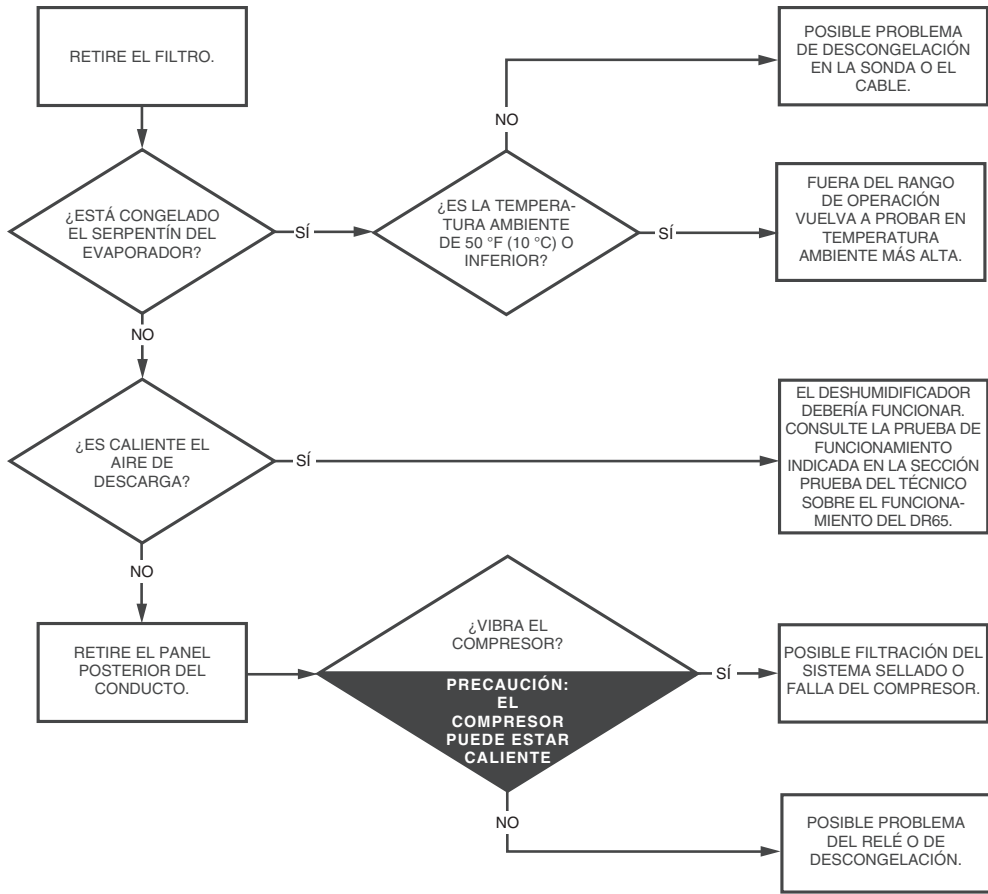 RETIRE EL FILTRO.
POSIBLE PROBLEMA
DE DESCONGELACIÓN
EN LA SONDA O EL
CABLE.
NO
¿ESTÁ CONGELADO
EL SERPENTÍN DEL
EVAPORADOR?
SÍ
¿ES LA TEMPERA-
TURA AMBIENTE
DE 50 °F (10 °C) O
INFERIOR?
SÍ
FUERA DEL RANGO
DE OPERACIÓN
VUELVA A PROBAR EN
TEMPERATURA
AMBIENTE MÁS ALTA.
NO
¿ES CALIENTE EL
AIRE DE
DESCARGA?
SÍ
EL DESHUMIDIFICADOR
DEBERÍA FUNCIONAR.
CONSULTE LA PRUEBA DE
FUNCIONAMIENTO
INDICADA EN LA SECCIÓN
PRUEBA DEL TÉCNICO
SOBRE EL FUNCIONA-
MIENTO DEL DR65.
NO
RETIRE EL PANEL
POSTERIOR DEL
CONDUCTO.
¿VIBRA EL
COMPRESOR?
PRECAUCIÓN:
EL
COMPRESOR
PUEDE ESTAR
CALIENTE
SÍ
POSIBLE FILTRACIÓN DEL
SISTEMA SELLADO O
FALLA DEL COMPRESOR.
NO
POSIBLE PROBLEMA
DEL RELÉ O DE
DESCONGELACIÓN.